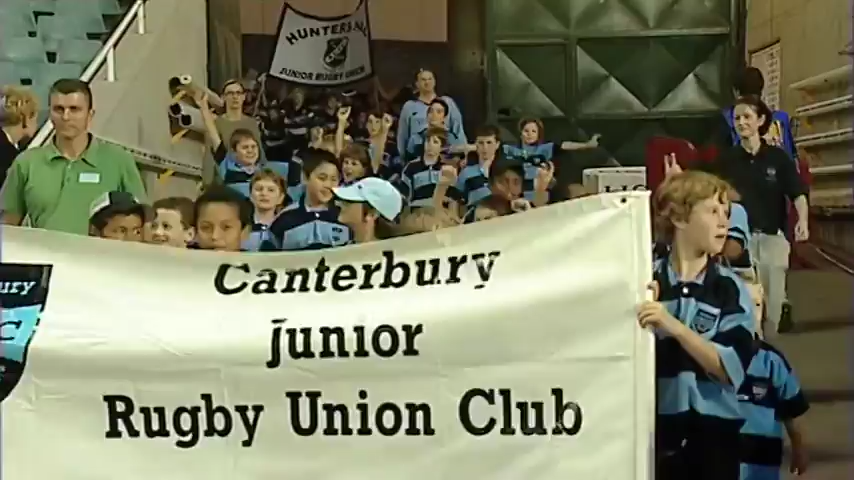 HUNTERS HILL
JUNIOR RUGBY UNION
Canterbury
Junior
Rugby Union Club